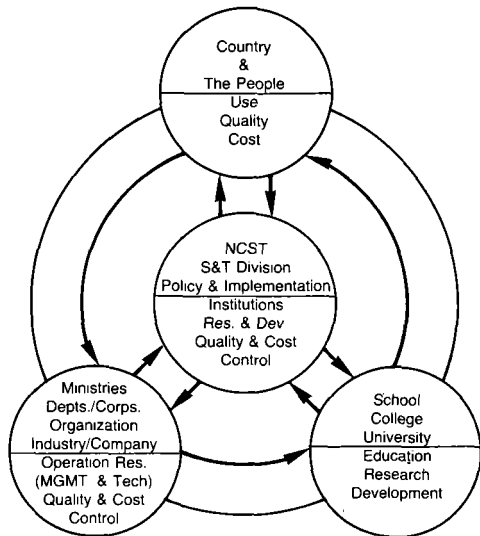 Country
&
The People
Use
Quality
Cost
NCST
S&T Division
Policy & Implementation
Institutions
Res. & Dev
Quality & Cost
Control
Ministries
Depts./Corps.
Organization
Industry/Company
Operation Res.
(MGMT & Tech)
Quality & Cost
Control
School
College
University
Education
Research
Development